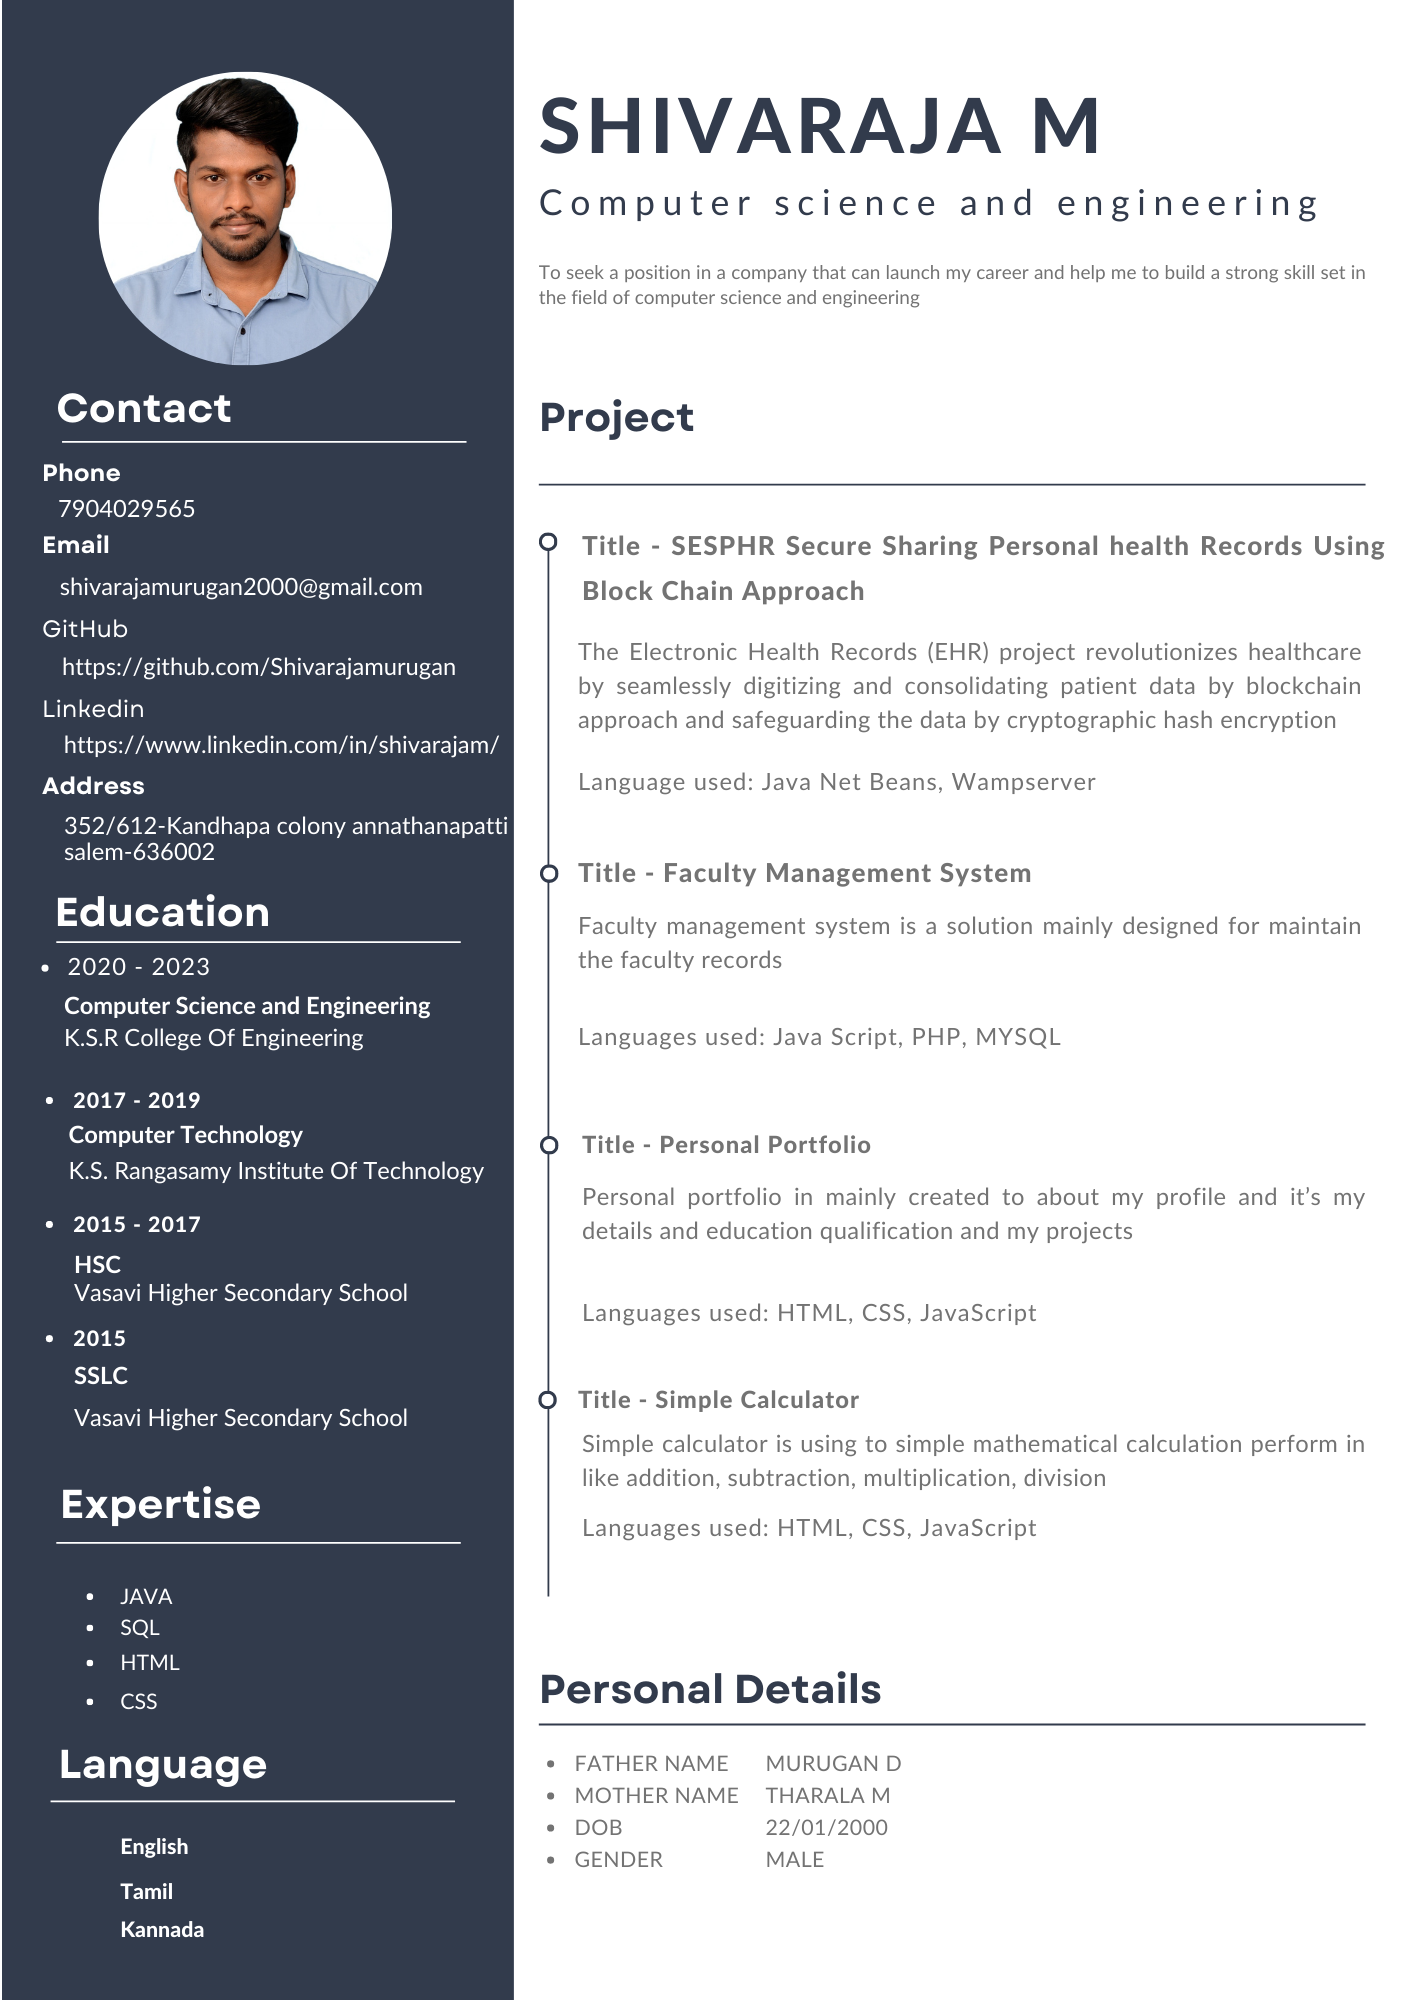 SHIVARAJA M
Computer science and engineering
To seek a position in a company that can launch my career and help me to build a strong skill set in
the field of computer science and engineering
Contact
Phone
7904029565
Email
shivarajamurugan2000@gmail.com
GitHub
https://github.com/Shivarajamurugan
Linkedin
https://www.linkedin.com/in/shivarajam/
Address
352/612-Kandhapa colony annathanapatti
salem-636002
Education
• 2020 - 2023
Computer Science and Engineering
K.S.R College Of Engineering
• 2017 - 2019
Computer Technology
K.S. Rangasamy Institute Of Technology
• 2015 - 2017
HSC
Vasavi Higher Secondary School
• 2015
SSLC
Vasavi Higher Secondary School
Expertise
• JAVA
• SQL
• HTML
• CSS
Language
English
Tamil
Kannada
Project
Title - SESPHR Secure Sharing Personal health Records Using
Block Chain Approach
The Electronic Health Records (EHR) project revolutionizes healthcare
by seamlessly digitizing and consolidating patient data by blockchain
approach and safeguarding the data by cryptographic hash encryption
Language used: Java Net Beans, Wampserver
Title - Faculty Management System
Faculty management system is a solution mainly designed for maintain
the faculty records
Languages used: Java Script, PHP, MYSQL
Title - Personal Portfolio
Personal portfolio in mainly created to about my profile and it’s my
details and education qualification and my projects
Languages used: HTML, CSS, JavaScript
Title - Simple Calculator
Simple calculator is using to simple mathematical calculation perform in
like addition, subtraction, multiplication, division
Languages used: HTML, CSS, JavaScript
Personal Details
• FATHER NAME MURUGAN D
• MOTHER NAME THARALA M
• DOB 22/01/2000
• GENDER MALE